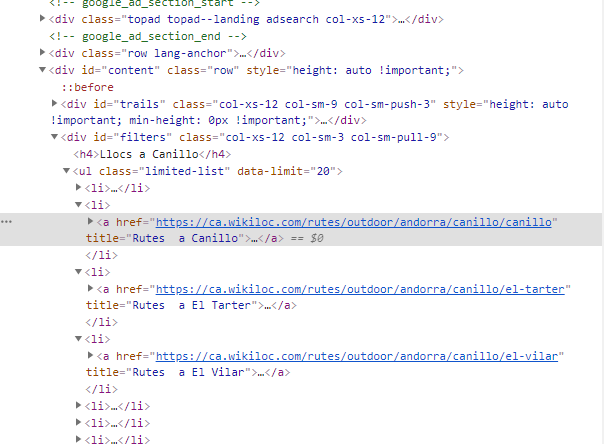 <!-- google_ad_section_start -->
▶<div class="topad topad--landing adsearch col-xs-12">…</div>
<!-- google_ad_section_end -->
▶<div class="row lang-anchor">…</div>
▼<div id="content" class="row" style="height: auto !important;">
::before
▶<div id="trails" class="col-xs-12 col-sm-9 col-sm-push-3" style="height: auto
!important; min-height: 0px !important;">…</div>
▼<div id="filters" class="col-xs-12 col-sm-3 col-sm-pull-9">
<h4>Llocs a Canillo</h4>
▼<ul class="limited-list" data-limit="20">
▶<li>…</li>
▼<li>
▶<a href="https://ca.wikiloc.com/rutes/outdoor/andorra/canillo/canillo"
title="Rutes  a Canillo">…</a> == $0
</li>
▼<li>
▶<a href="https://ca.wikiloc.com/rutes/outdoor/andorra/canillo/el-tarter"
title="Rutes  a El Tarter">…</a>
</li>
▼<li>
▶<a href="https://ca.wikiloc.com/rutes/outdoor/andorra/canillo/el-vilar"
title="Rutes  a El Vilar">…</a>
</li>
▶<li>…</li>
▶<li>…</li>
▶<li>…</li>